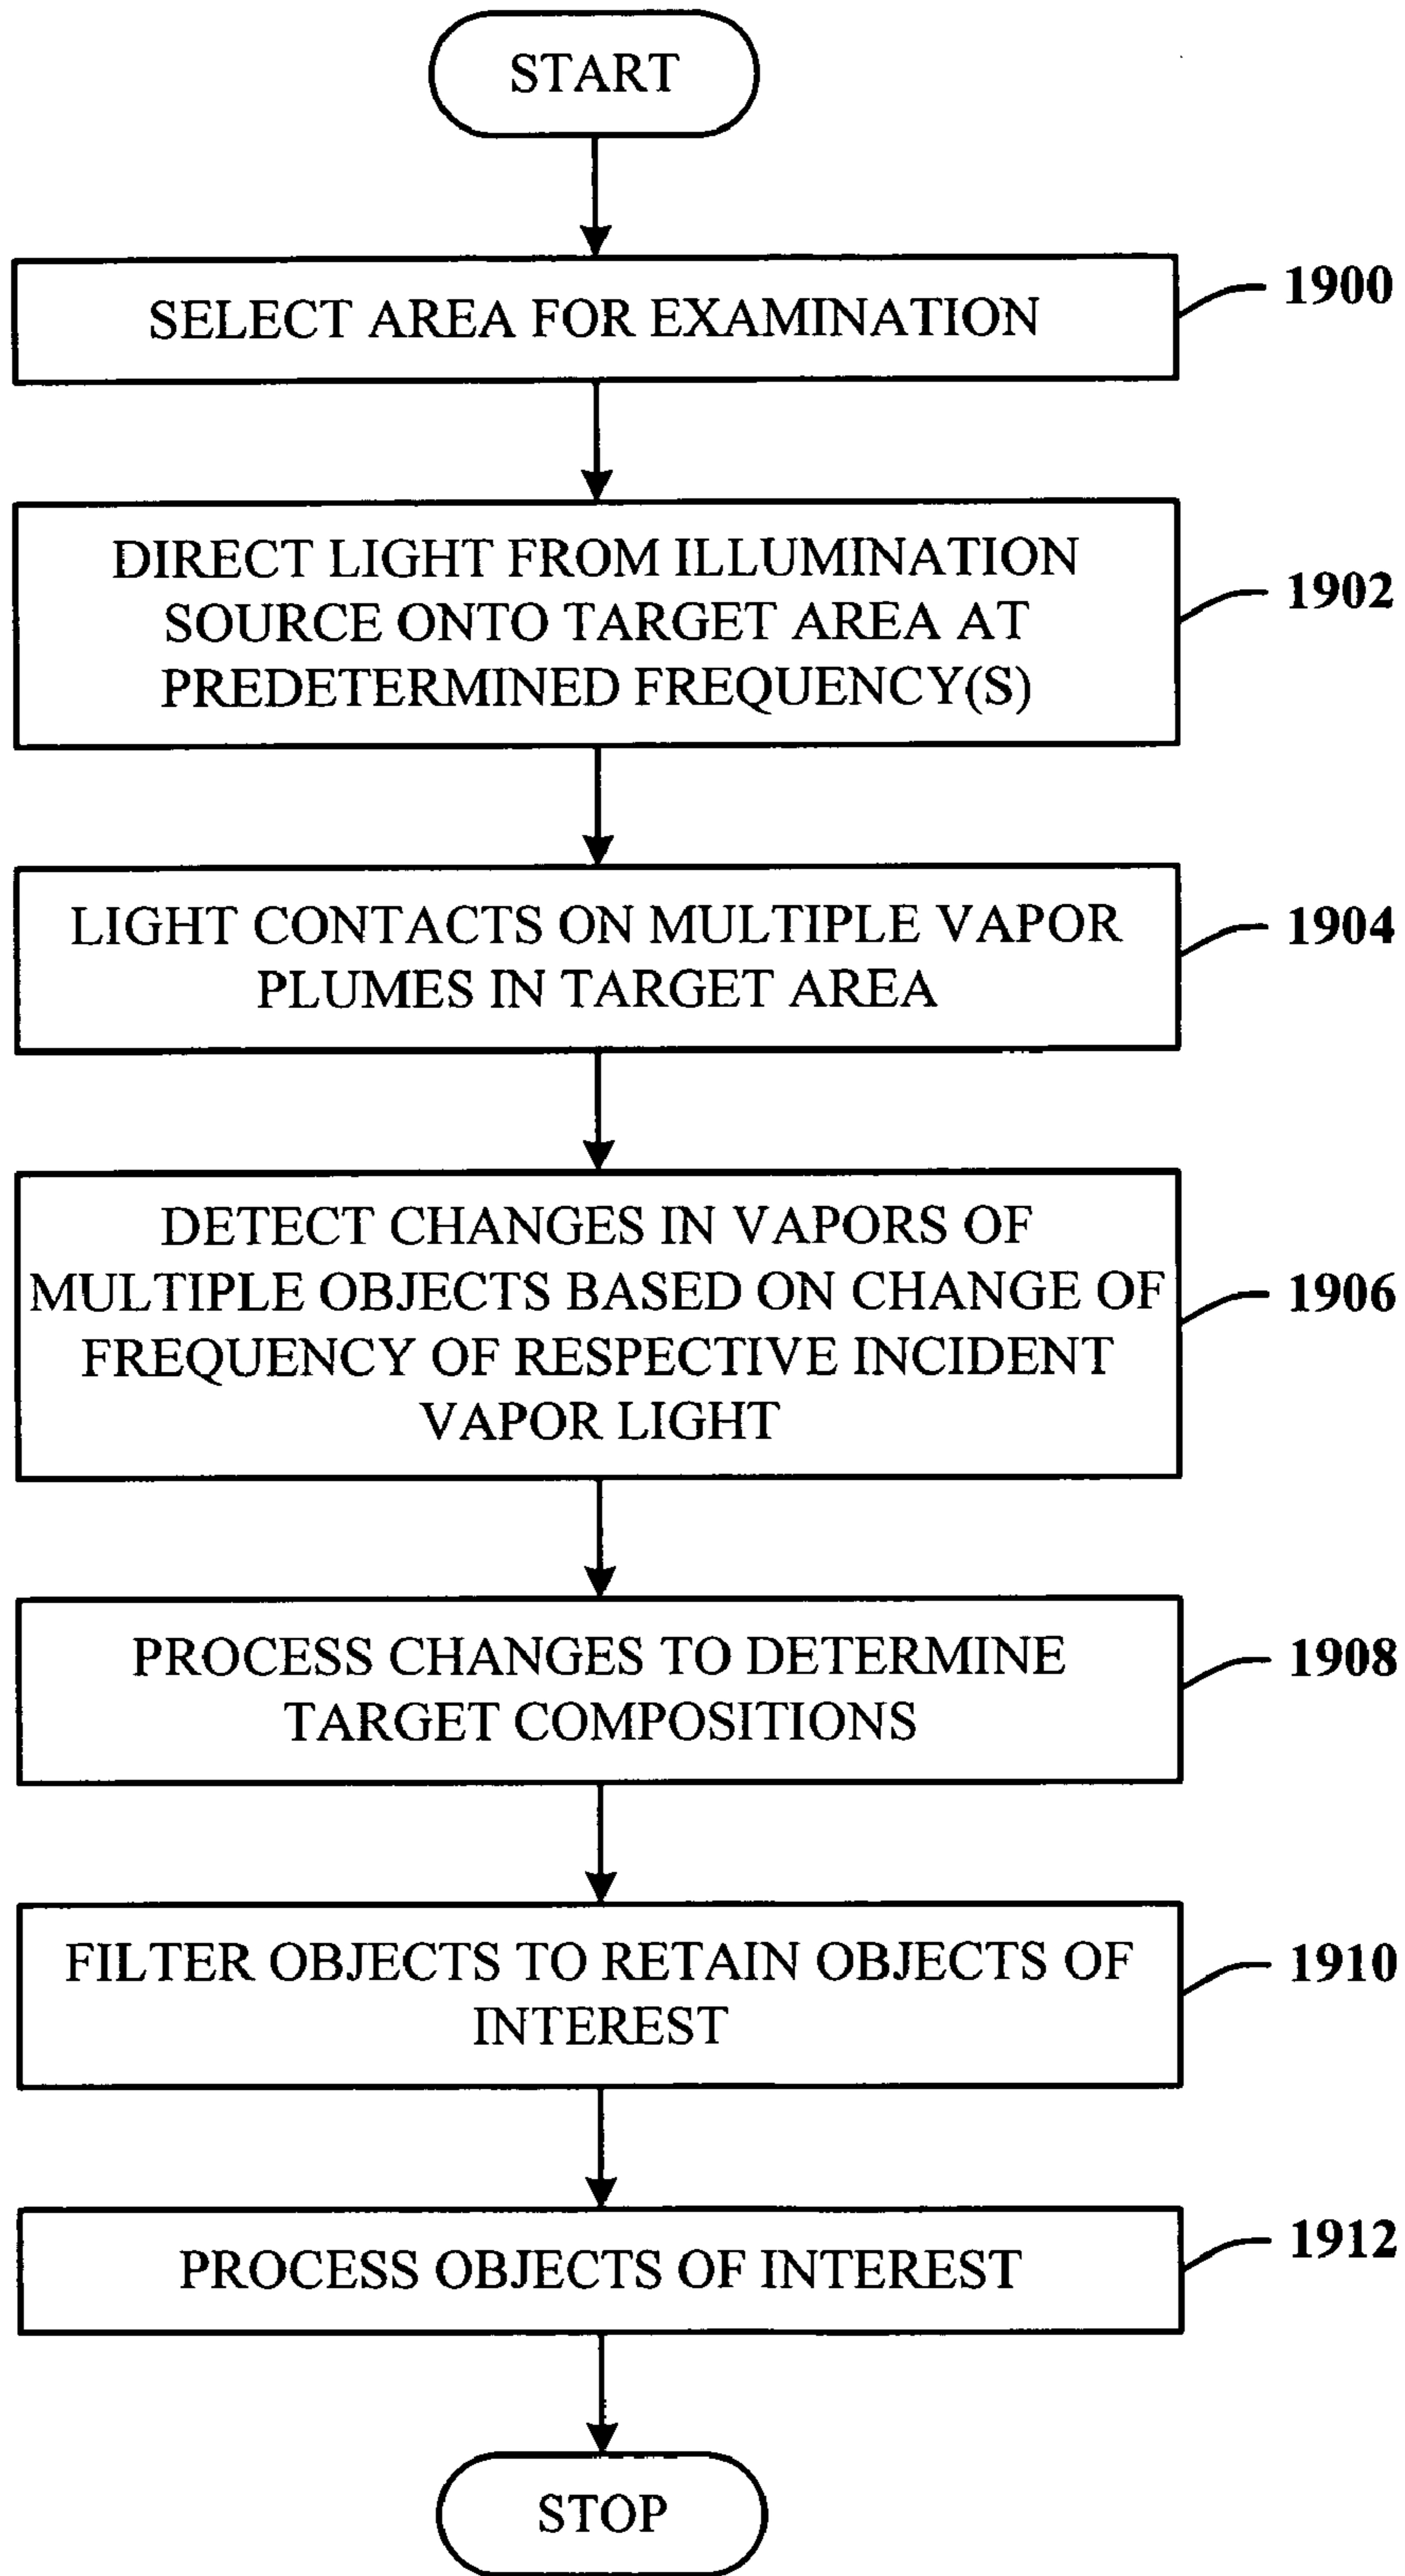 START
SELECT AREA FOR EXAMINATION
1900
DIRECT LIGHT FROM ILLUMINATION
SOURCE ONTO TARGET AREA AT
PREDETERMINED FREQUENCY(S)
1902
LIGHT CONTACTS ON MULTIPLE VAPOR
PLUMES IN TARGET AREA
1904
DETECT CHANGES IN VAPORS OF
MULTIPLE OBJECTS BASED ON CHANGE OF
FREQUENCY OF RESPECTIVE INCIDENT
VAPOR LIGHT
1906
PROCESS CHANGES TO DETERMINE
TARGET COMPOSITIONS
1908
FILTER OBJECTS TO RETAIN OBJECTS OF
INTEREST
1910
PROCESS OBJECTS OF INTEREST
1912
STOP